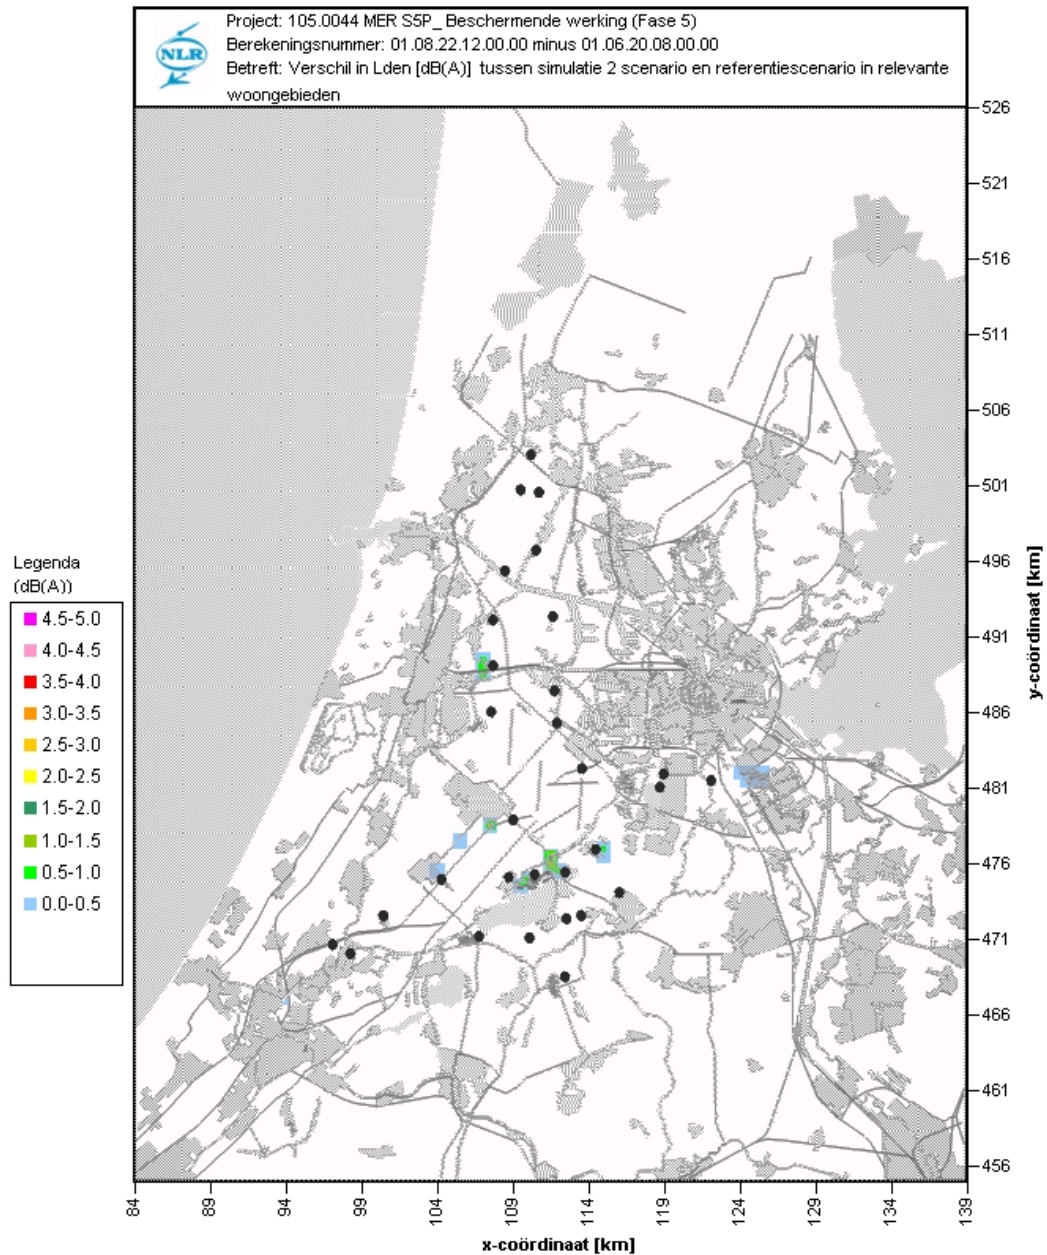 NLR
Project: 105.0044 MER S5P_ Beschermende werking (Fase 5)
Berekeningsnummer: 01.08.22.12.00.00 minus 01.06.20.08.00.00
Betreft: Verschil in Lden [dB(A)] tussen simulatie 2 scenario en referentiescenario in relevante
woongebieden
526
521
516
511
506
501
496
491
486
481
476
471
466
461
456
y-coördinaat [km]
Legenda
(dB(A))
4.5-5.0
4.0-4.5
3.5-4.0
3.0-3.5
2.5-3.0
2.0-2.5
1.5-2.0
1.0-1.5
0.5-1.0
0.0-0.5
84 89 94 99 104 109 114 119 124 129 134 139
x-coördinaat [km]